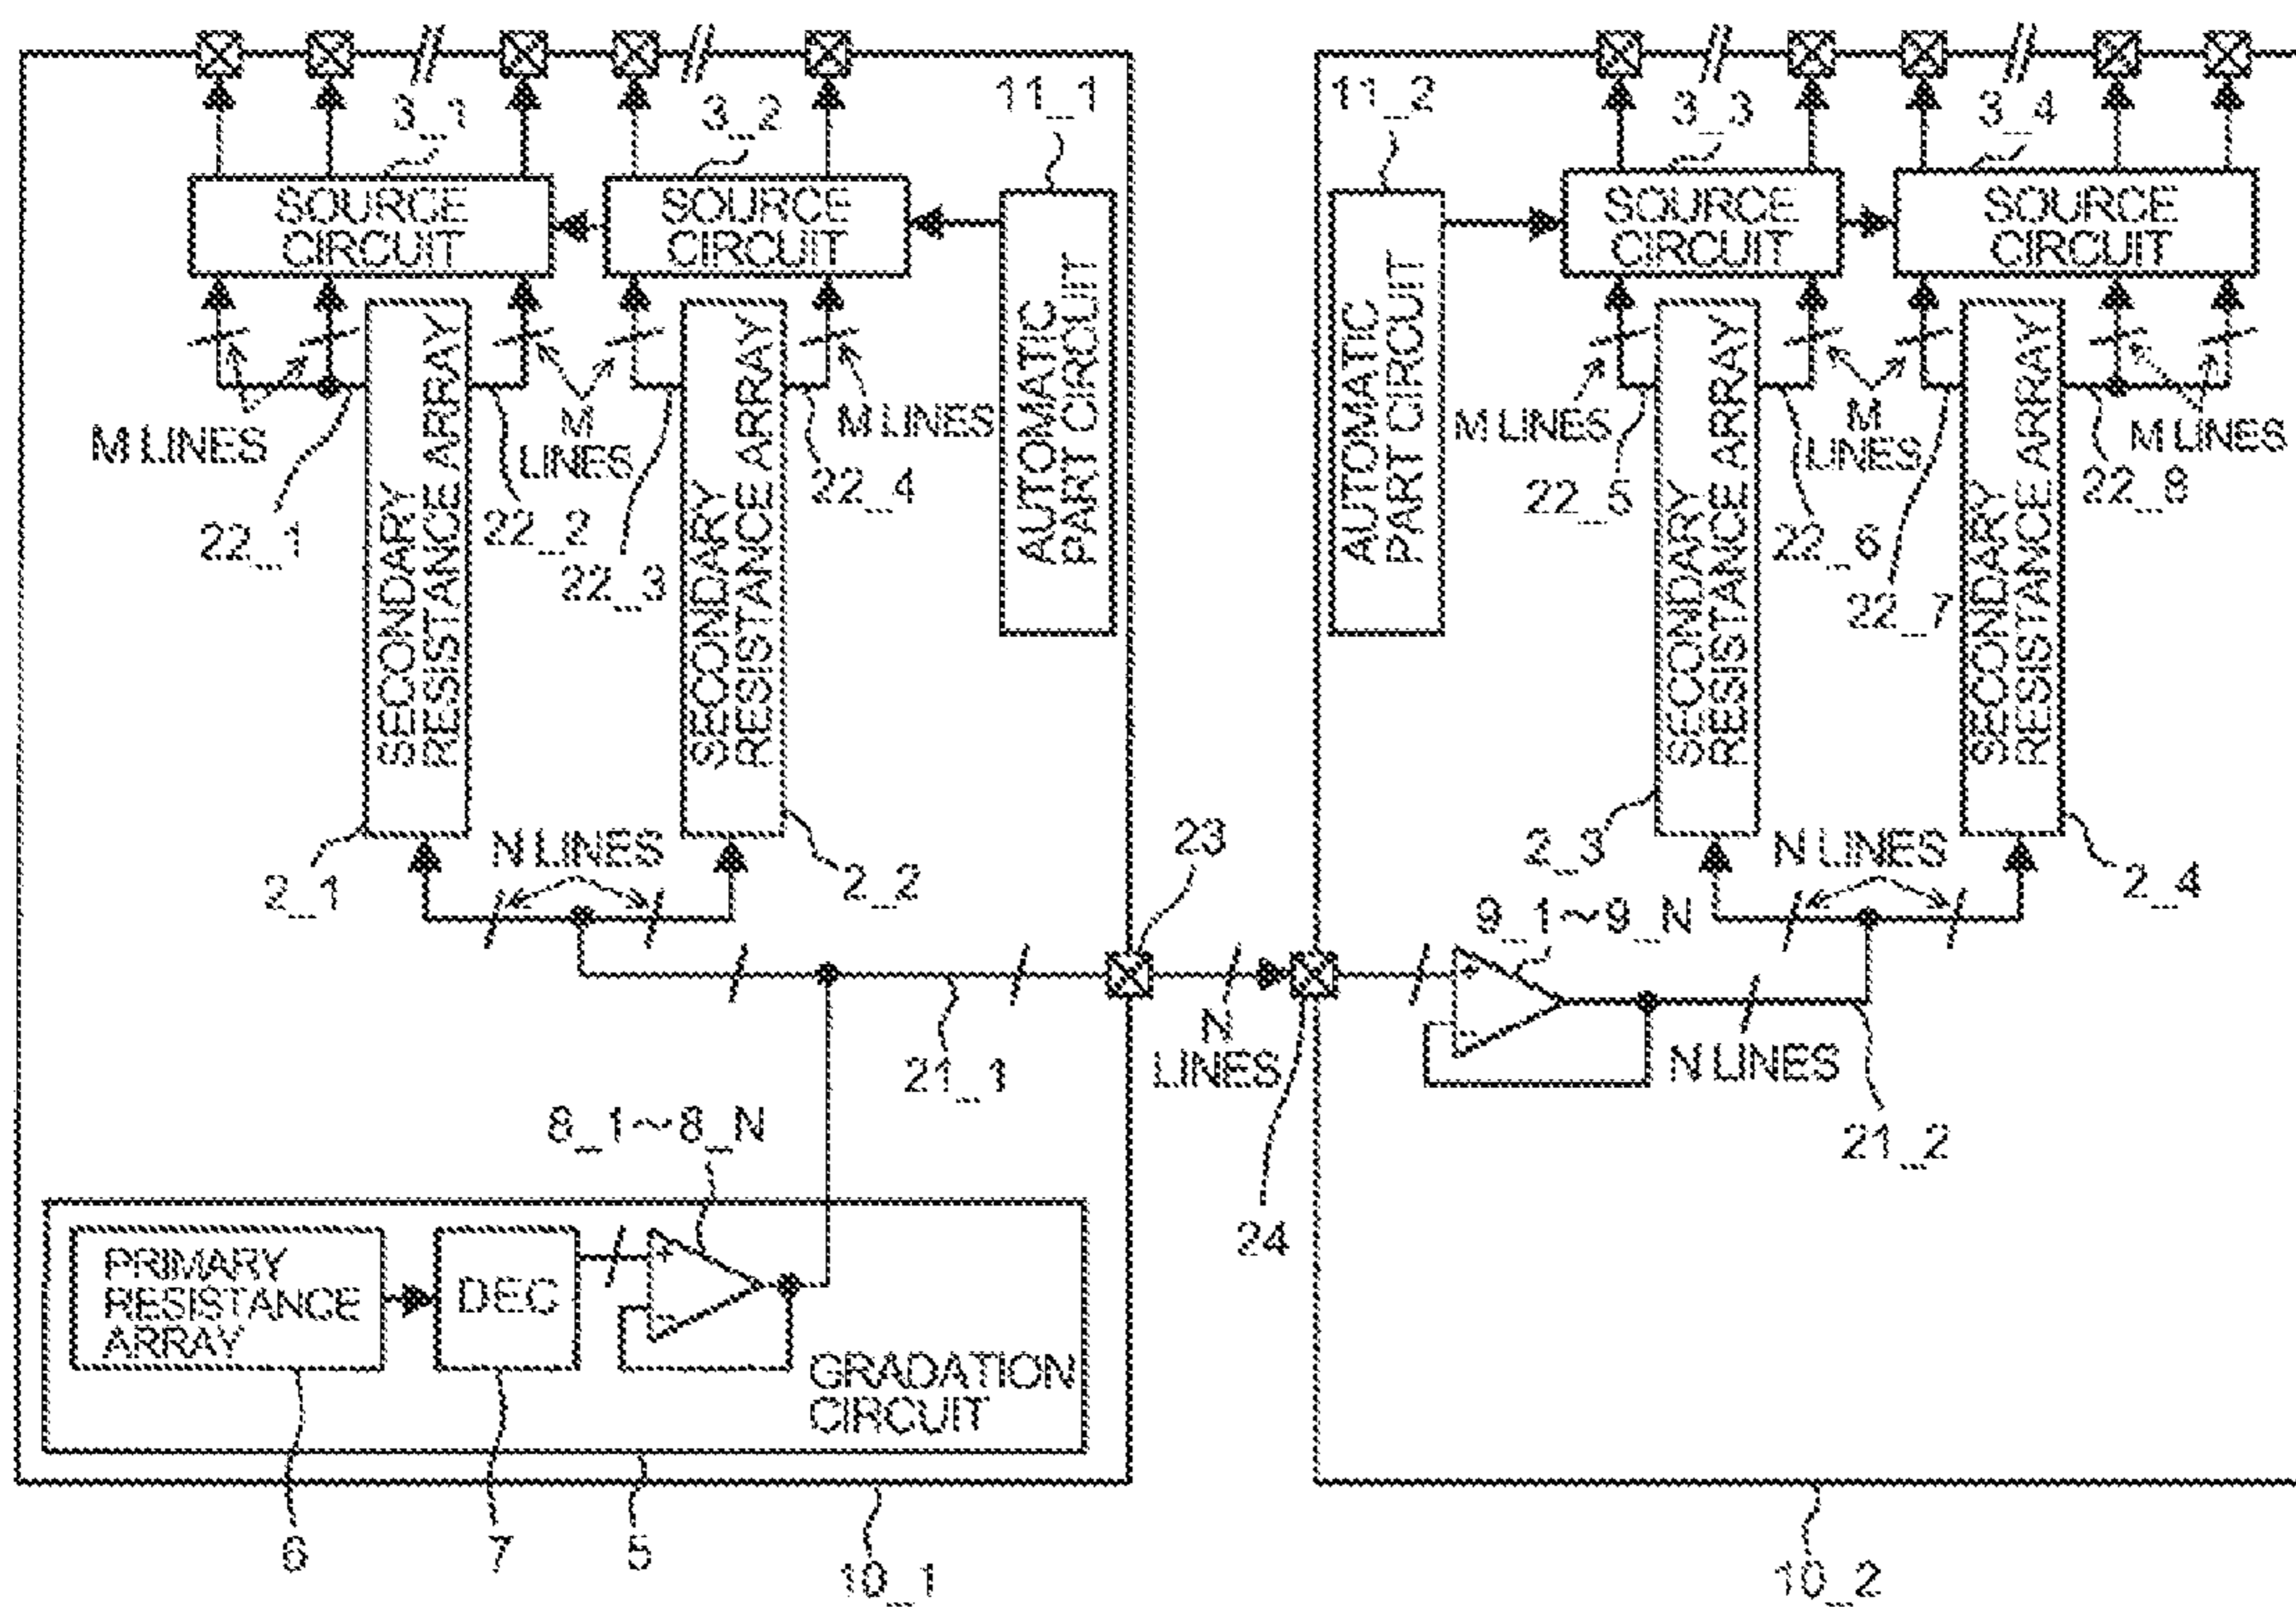 3_1
3_2
11_1
11_2
3_3
3_4
SOURCE
CIRCUIT
SOURCE
CIRCUIT
SOURCE
CIRCUIT
SOURCE
CIRCUIT
AUTOMATIC
PART CIRCUIT
AUTOMATIC
PART CIRCUIT
M LINES
M
LINES
M LINES
M LINES
M
LINES
M LINES
22_1
22_2
22_3
22_4
22_5
22_6
22_7
22_8
SECONDARY
RESISTANCE ARRAY
SECONDARY
RESISTANCE ARRAY
SECONDARY
RESISTANCE ARRAY
SECONDARY
RESISTANCE ARRAY
2_1
N LINES
2_2
23
2_3
N LINES
2_4
9_1～9_N
+
−
21_1
N
LINES
24
N LINES
21_2
8_1～8_N
PRIMARY
RESISTANCE
ARRAY
DEC
+
−
GRADATION
CIRCUIT
6
7
5
10_1
10_2